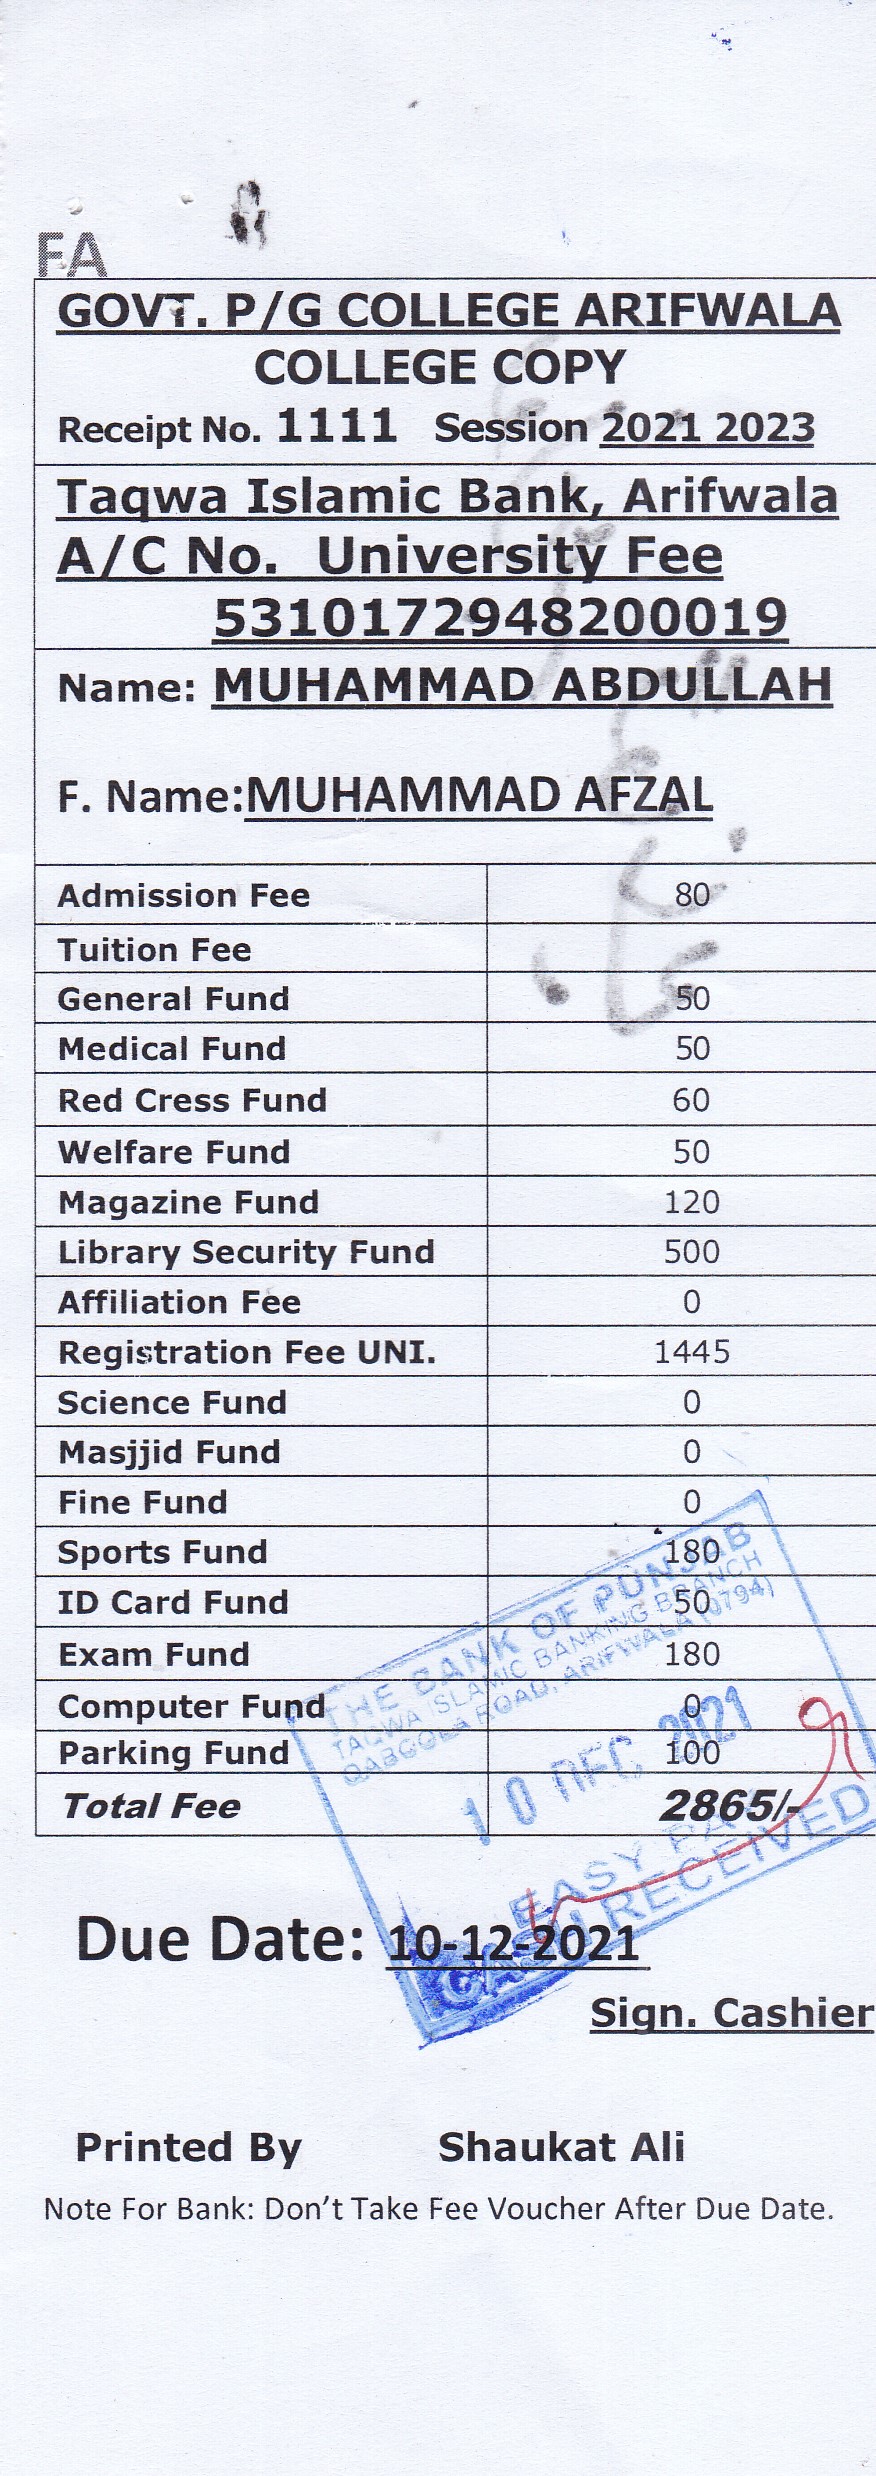 FA
GOVT. P/G COLLEGE ARIFWALA
COLLEGE COPY
Receipt No. 1111 Session 2021 2023
Taqwa Islamic Bank, Arifwala
A/C No. University Fee
5310172948200019
Name: MUHAMMAD ABDULLAH
F. Name:MUHAMMAD AFZAL
Admission Fee 80
Tuition Fee
General Fund 50
Medical Fund 50
Red Cress Fund 60
Welfare Fund 50
Magazine Fund 120
Library Security Fund 500
Affiliation Fee 0
Registration Fee UNI. 1445
Science Fund 0
Masjjid Fund 0
Fine Fund 0
Sports Fund 180
ID Card Fund 50
Exam Fund 180
Computer Fund 0
Parking Fund 100
Total Fee 2865/-
THE BANK OF PUNJAB
TAQWA ISLAMIC BANKING BRANCH
QABOOLA ROAD, ARIFWALA (0794)
10 DEC 2021
EASY PAY
CASH RECEIVED
Due Date: 10-12-2021
Sign. Cashier
Printed By Shaukat Ali
Note For Bank: Don’t Take Fee Voucher After Due Date.